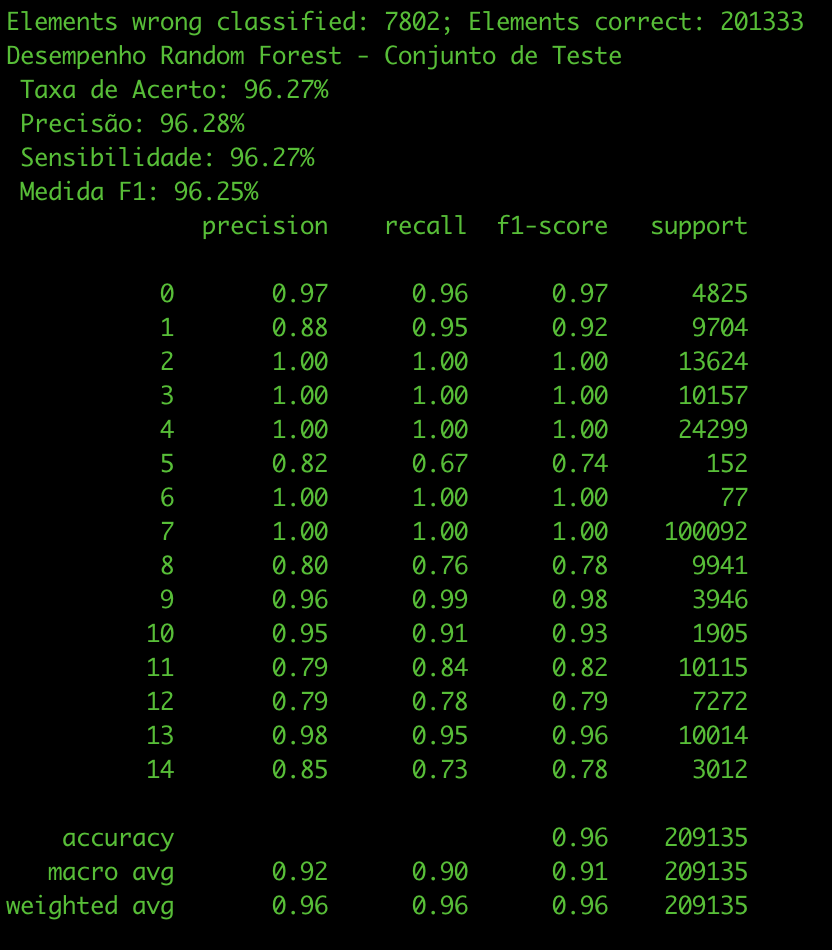 Elements wrong classified: 7802; Elements correct: 201333
Desempenho Random Forest - Conjunto de Teste
Taxa de Acerto: 96.27%
Precisão: 96.28%
Sensibilidade: 96.27%
Medida F1: 96.25%
precision recall f1-score support
0 0.97 0.96 0.97 4825
1 0.88 0.95 0.92 9704
2 1.00 1.00 1.00 13624
3 1.00 1.00 1.00 10157
4 1.00 1.00 1.00 24299
5 0.82 0.67 0.74 152
6 1.00 1.00 1.00 77
7 1.00 1.00 1.00 100092
8 0.80 0.76 0.78 9941
9 0.96 0.99 0.98 3946
10 0.95 0.91 0.93 1905
11 0.79 0.84 0.82 10115
12 0.79 0.78 0.79 7272
13 0.98 0.95 0.96 10014
14 0.85 0.73 0.78 3012
accuracy 0.96 209135
macro avg 0.92 0.90 0.91 209135
weighted avg 0.96 0.96 0.96 209135